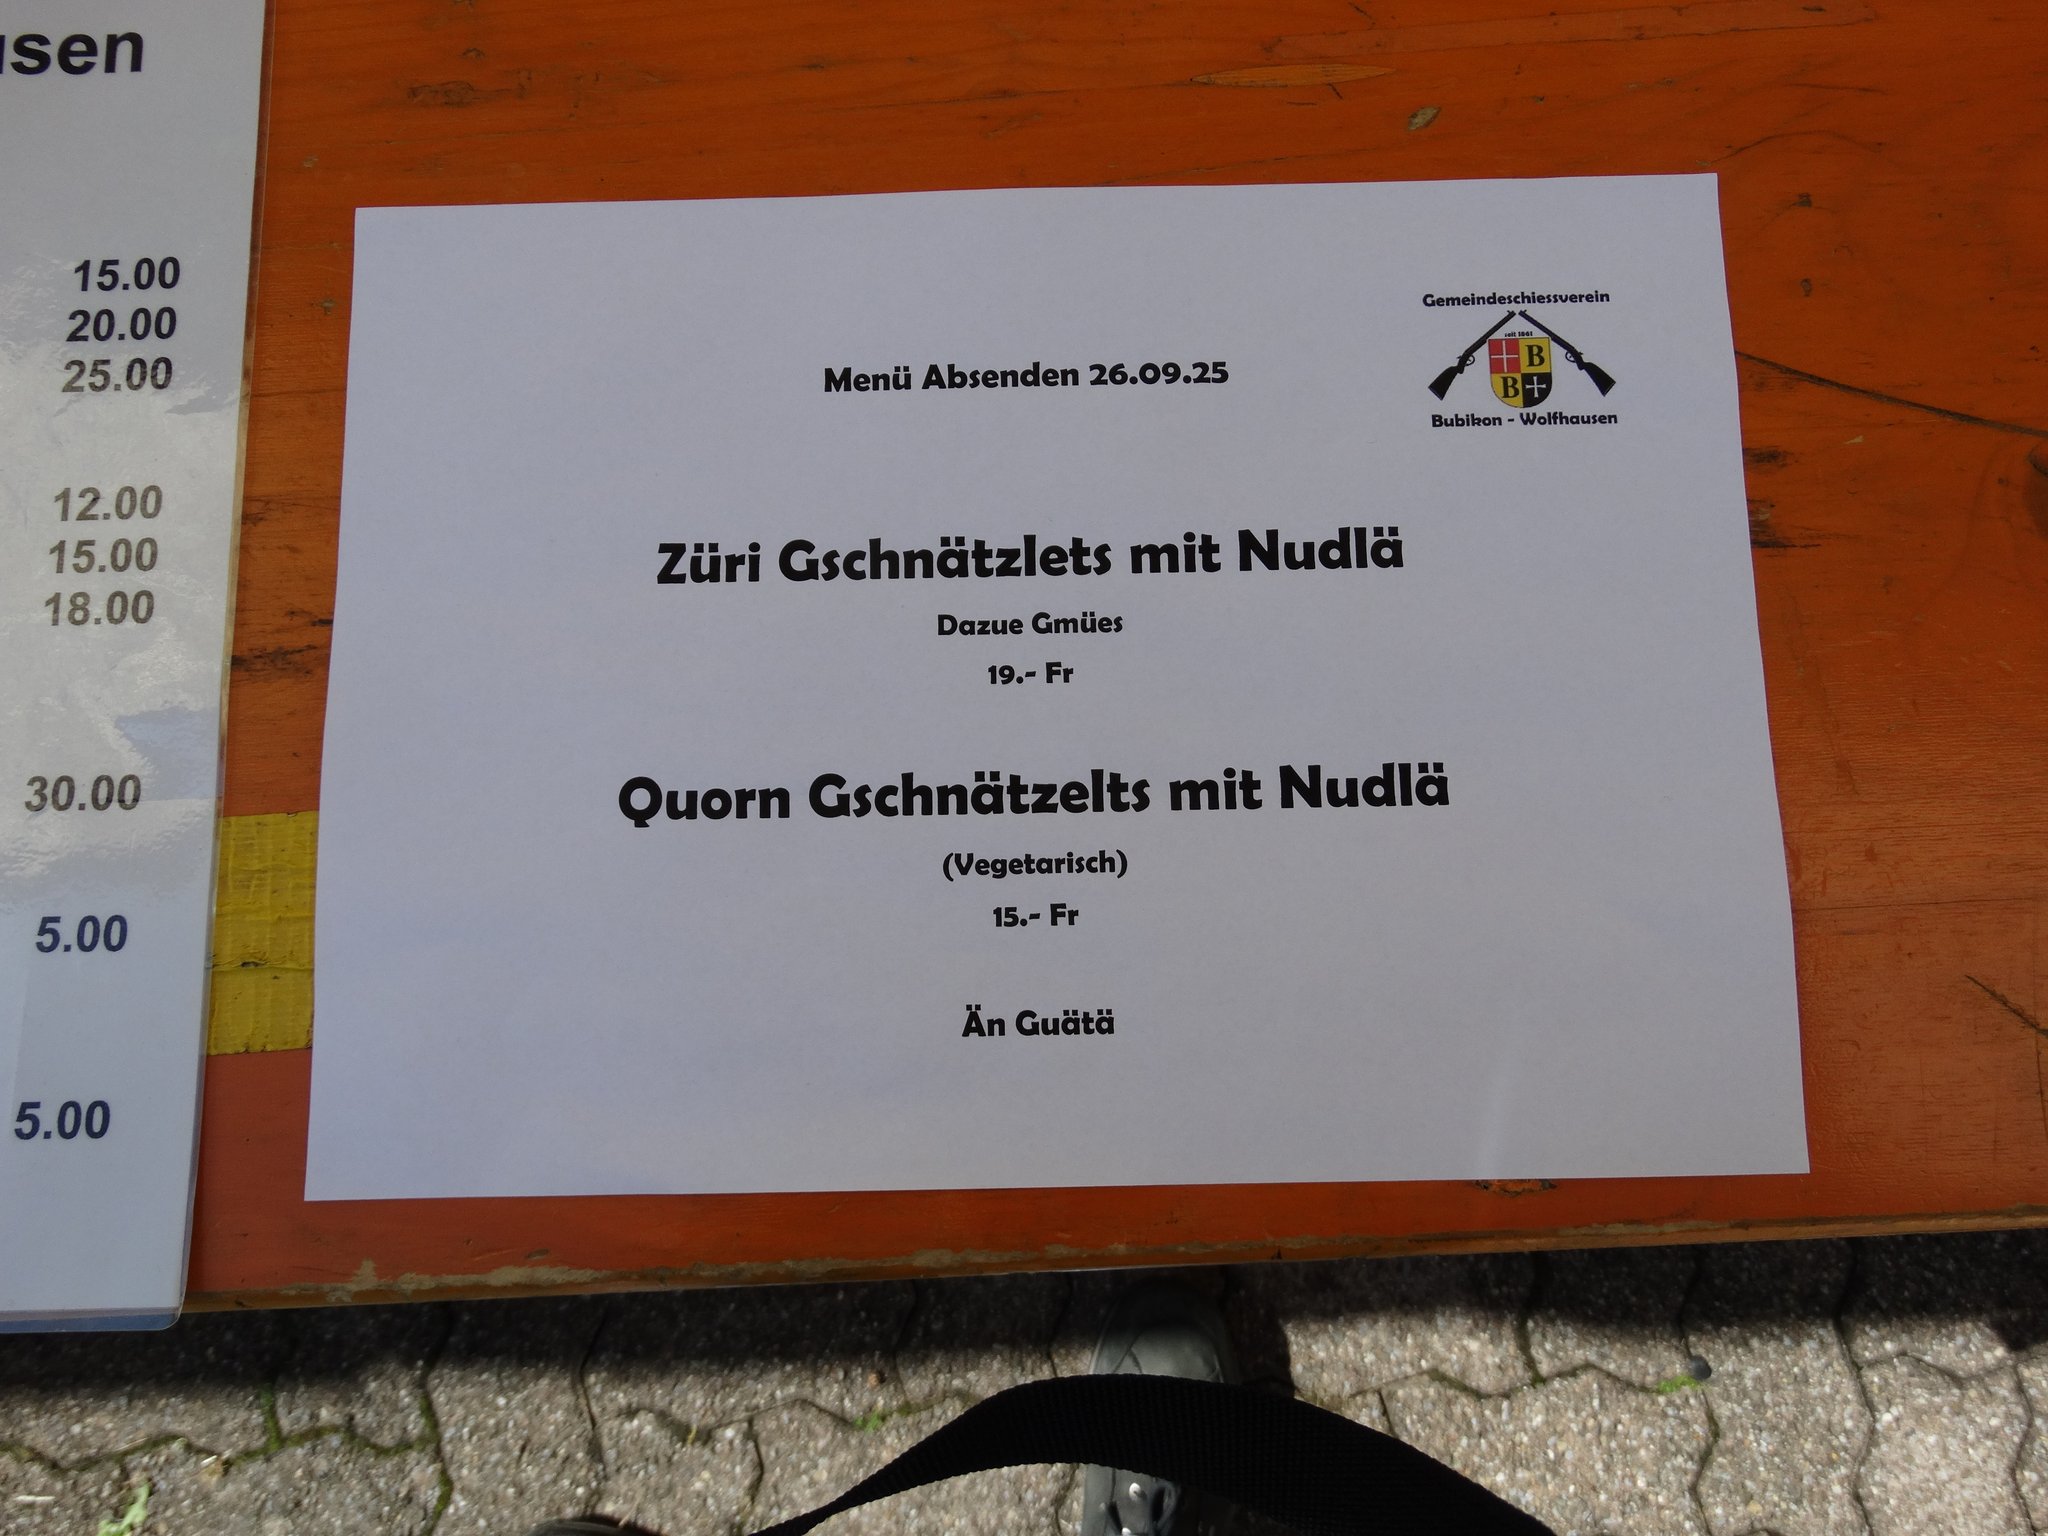 15.00
20.00
25.00
12.00
15.00
18.00
30.00
5.00
5.00
Menü Absenden 26.09.25
Gemeindeschiessverein
seit 1861
B
B
Bubikon - Wolfhausen
Züri Gschnätzlets mit Nudlä
Dazue Gmües
19.- Fr
Quorn Gschnätzelts mit Nudlä
(Vegetarisch)
15.- Fr
Än Guätä